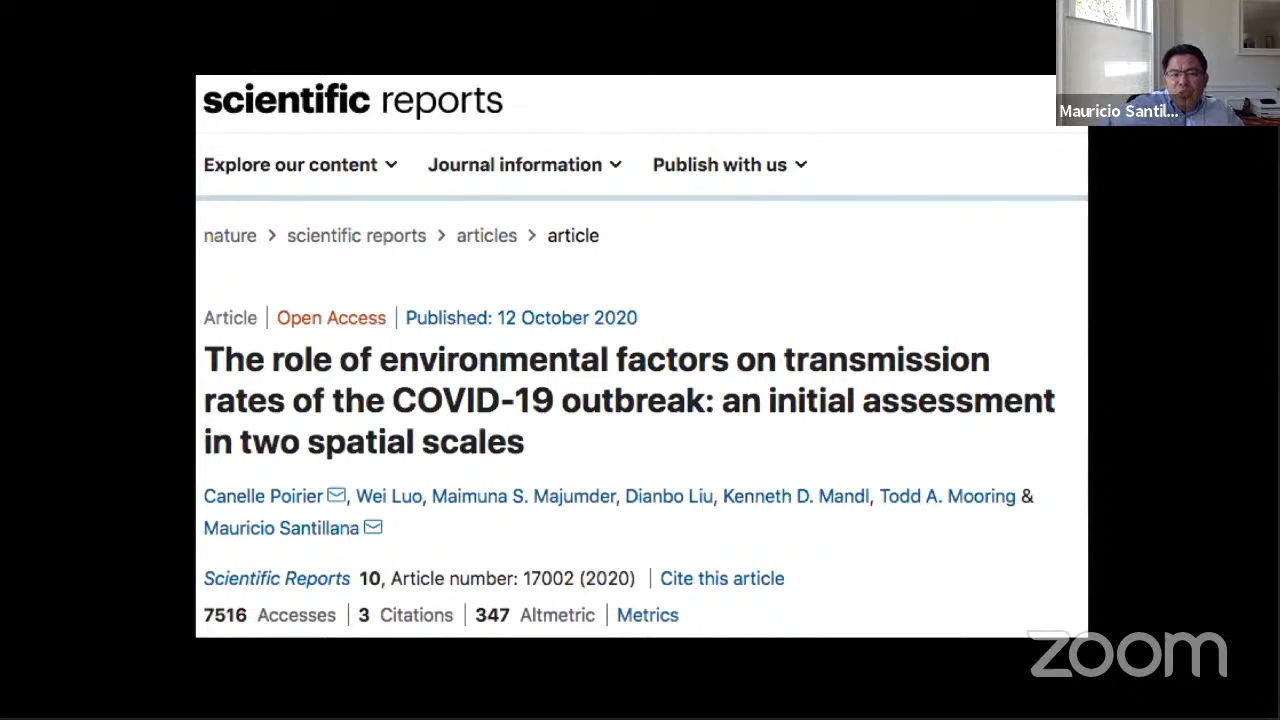 scientific reports
Explore our content
Journal information
Publish with us
nature > scientific reports > articles > article
Article | Open Access | Published: 12 October 2020
The role of environmental factors on transmission
rates of the COVID-19 outbreak: an initial assessment
in two spatial scales
Canelle Poirier, Wei Luo, Maimuna S. Majumder, Dianbo Liu, Kenneth D. Mandl, Todd A. Mooring &
Mauricio Santillana
Scientific Reports 10, Article number: 17002 (2020) | Cite this article
7516 Accesses | 3 Citations | 347 Altmetric | Metrics
Mauricio Santil...
zoom